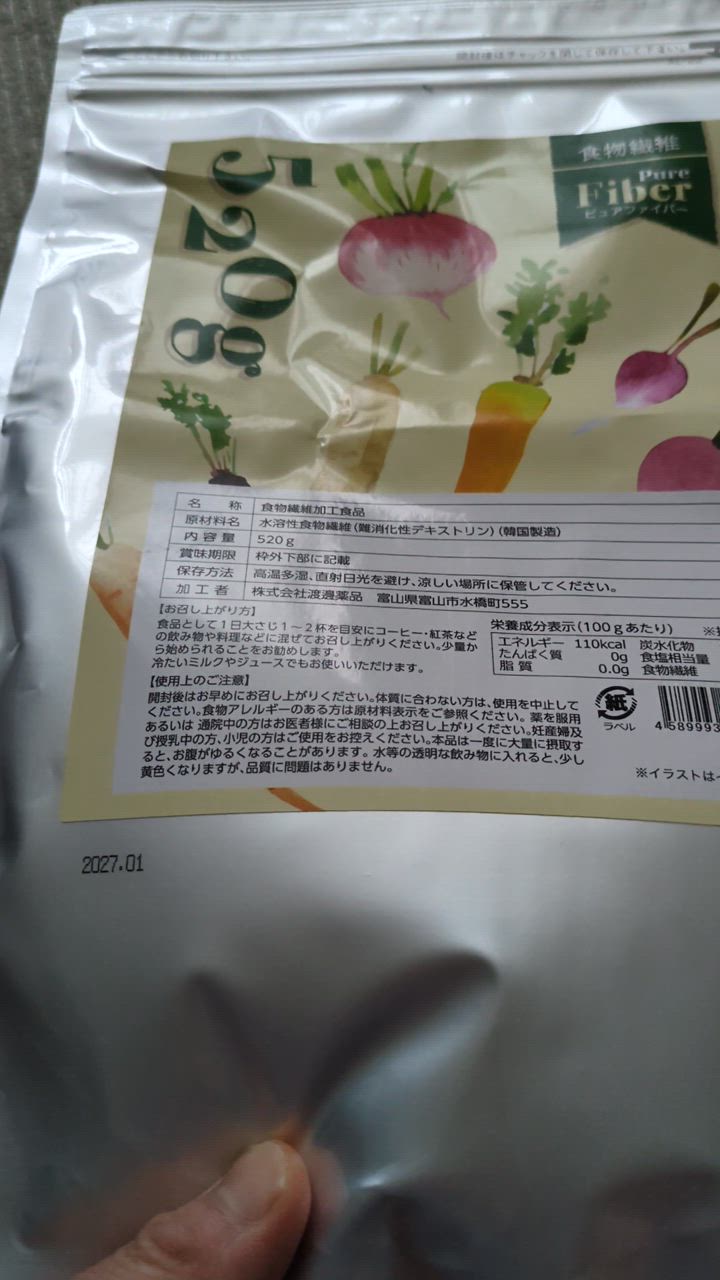 開封後はチャックを閉じて保存して下さい。
食物繊維
Pure
Fiber
ピュアファイバー
520g
名 称 食物繊維加工食品
原材料名 水溶性食物繊維(難消化性デキストリン)(韓国製造)
内容量 520g
賞味期限 枠外下部に記載
保存方法 高温多湿、直射日光を避け、涼しい場所に保管してください。
加工者 株式会社渡邊薬品 富山県富山市水橋町555
【お召し上がり方】
食品として1日大さじ1~2杯を目安にコーヒー・紅茶など
の飲み物や料理などに混ぜてお召し上がりください。少量か
ら始められることをお勧めします。
冷たいミルクやジュースでもお使いいただけます。
栄養成分表示(100gあたり)
エネルギー 110kcal 炭水化物
たんぱく質 0g 食塩相当量
脂質 0.0g 食物繊維
【使用上のご注意】
開封後はお早めにお召し上がりください。体質に合わない方は、使用を中止して
ください。食物アレルギーのある方は原材料表示をご参照ください。薬を服用
あるいは 通院中の方はお医者様にご相談の上お召し上がりください。妊産婦及
び授乳中の方、小児の方はご使用をお控えください。本品は一度に大量に摂取す
ると、お腹がゆるくなることがあります。水等の透明な飲み物に入れると、少し
黄色くなりますが、品質に問題はありません。
紙
ラベル
4 589993
※イラストは
2027.01